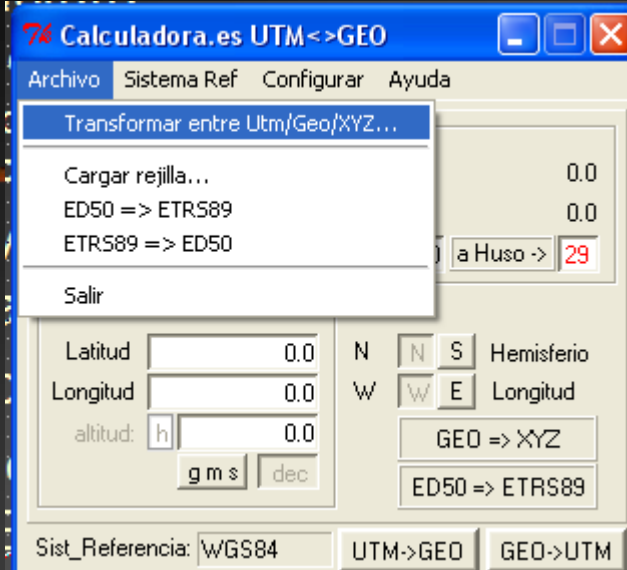 7% Calculadora.es UTM<>GEO
Archivo Sistema Ref Configurar Ayuda
Transformar entre Utm/Geo/XYZ...
Cargar rejilla...
0.0
ED50 => ETRS89
0.0
ETRS89 => ED50
a Huso -> 29
Salir
Latitud 0.0 N N S Hemisferio
Longitud 0.0 W W E Longitud
altitud: h 0.0 GEO => XYZ
g m s dec ED50 => ETRS89
Sist_Referencia: WGS84 UTM->GEO GEO->UTM